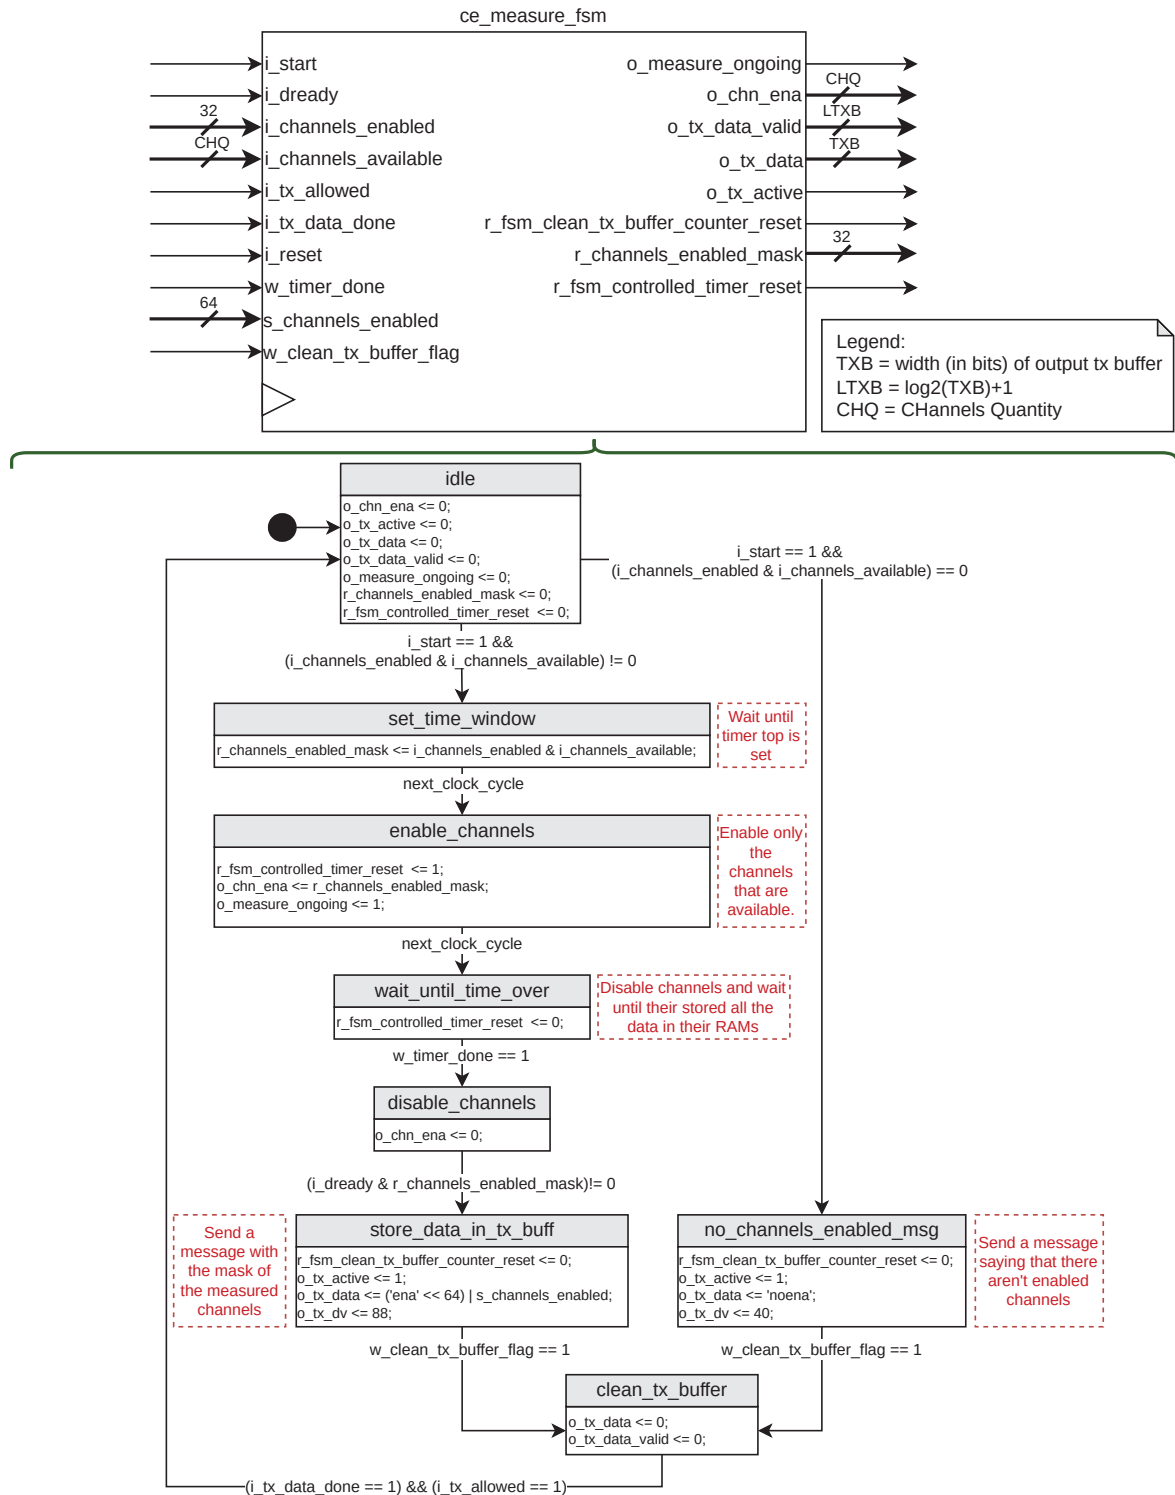 ce_measure_fsm
i_start
i_dready
32
i_channels_enabled
CHQ
i_channels_available
i_tx_allowed
i_tx_data_done
i_reset
w_timer_done
64
s_channels_enabled
w_clean_tx_buffer_flag
o_measure_ongoing
CHQ
o_chn_ena
LTXB
o_tx_data_valid
TXB
o_tx_data
o_tx_active
r_fsm_clean_tx_buffer_counter_reset
32
r_channels_enabled_mask
r_fsm_controlled_timer_reset
Legend:
TXB = width (in bits) of output tx buffer
LTXB = log2(TXB)+1
CHQ = CHannels Quantity
idle
o_chn_ena <= 0;
o_tx_active <= 0;
o_tx_data <= 0;
o_tx_data_valid <= 0;
o_measure_ongoing <= 0;
r_channels_enabled_mask <= 0;
r_fsm_controlled_timer_reset <= 0;
i_start == 1 &&
(i_channels_enabled & i_channels_available) == 0
i_start == 1 &&
(i_channels_enabled & i_channels_available) != 0
set_time_window
r_channels_enabled_mask <= i_channels_enabled & i_channels_available;
Wait until
timer top is
set
next_clock_cycle
enable_channels
r_fsm_controlled_timer_reset <= 1;
o_chn_ena <= r_channels_enabled_mask;
o_measure_ongoing <= 1;
Enable only
the
channels
that are
available.
next_clock_cycle
wait_until_time_over
r_fsm_controlled_timer_reset <= 0;
Disable channels and wait
until their stored all the
data in their RAMs
w_timer_done == 1
disable_channels
o_chn_ena <= 0;
(i_dready & r_channels_enabled_mask)!= 0
Send a
message with
the mask of
the measured
channels
store_data_in_tx_buff
r_fsm_clean_tx_buffer_counter_reset <= 0;
o_tx_active <= 1;
o_tx_data <= ('ena' << 64) | s_channels_enabled;
o_tx_dv <= 88;
no_channels_enabled_msg
r_fsm_clean_tx_buffer_counter_reset <= 0;
o_tx_active <= 1;
o_tx_data <= 'noena';
o_tx_dv <= 40;
Send a message
saying that there
aren't enabled
channels
w_clean_tx_buffer_flag == 1
w_clean_tx_buffer_flag == 1
clean_tx_buffer
o_tx_data <= 0;
o_tx_data_valid <= 0;
(i_tx_data_done == 1) && (i_tx_allowed == 1)